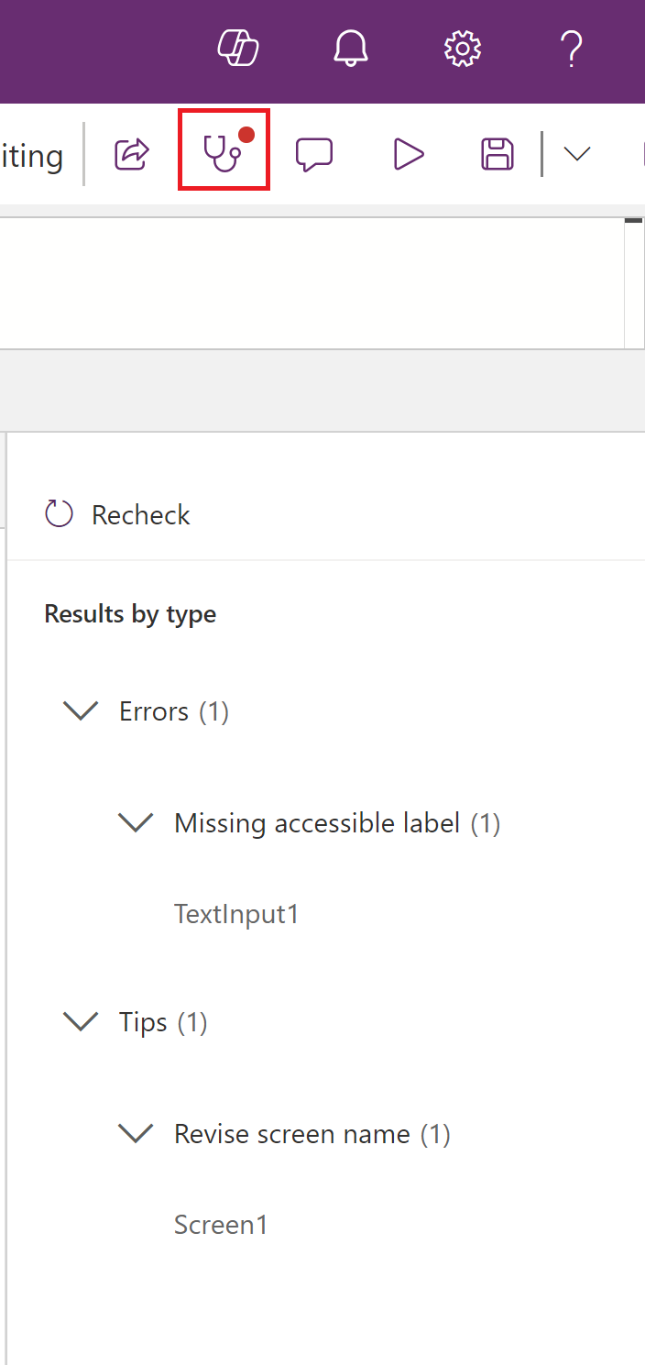 iting
Recheck
Results by type
Errors (1)
Missing accessible label (1)
TextInput1
Tips (1)
Revise screen name (1)
Screen1